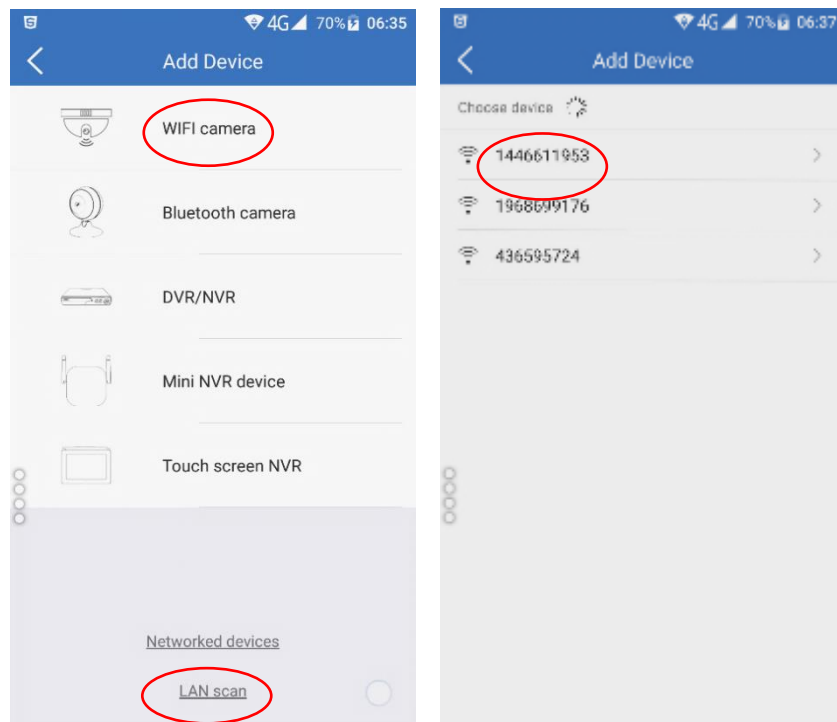 4G 70% 06:35
Add Device
WIFI camera
Bluetooth camera
DVR/NVR
Mini NVR device
Touch screen NVR
Networked devices
LAN scan
4G 70% 06:37
Add Device
Choose device
1446611953
1968699176
436595724